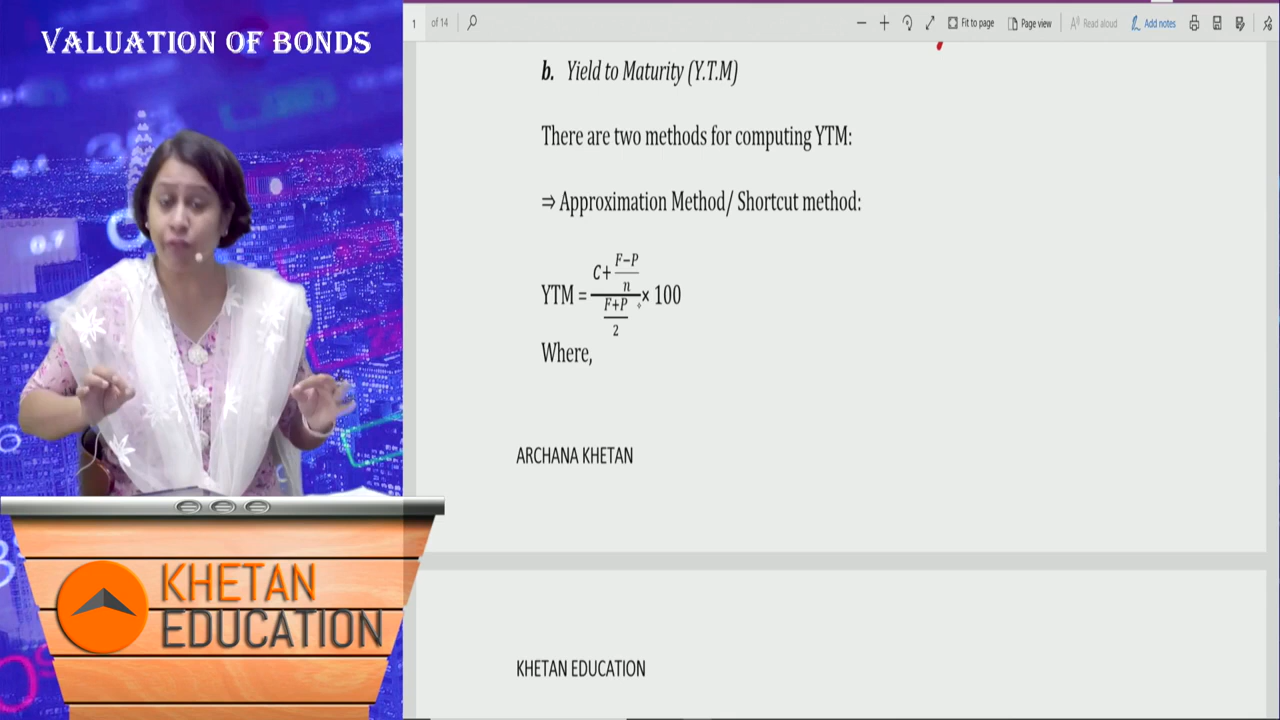 VALUATION OF BONDS
1 of 14
Fit to page
Page view
Read aloud
Add notes
b. Yield to Maturity (Y.T.M)
There are two methods for computing YTM:
⇒ Approximation Method/ Shortcut method:
YTM = (C+ (F−P)/n) / ((F+P)/2) × 100
Where,
ARCHANA KHETAN
KHETAN EDUCATION
KHETAN
EDUCATION